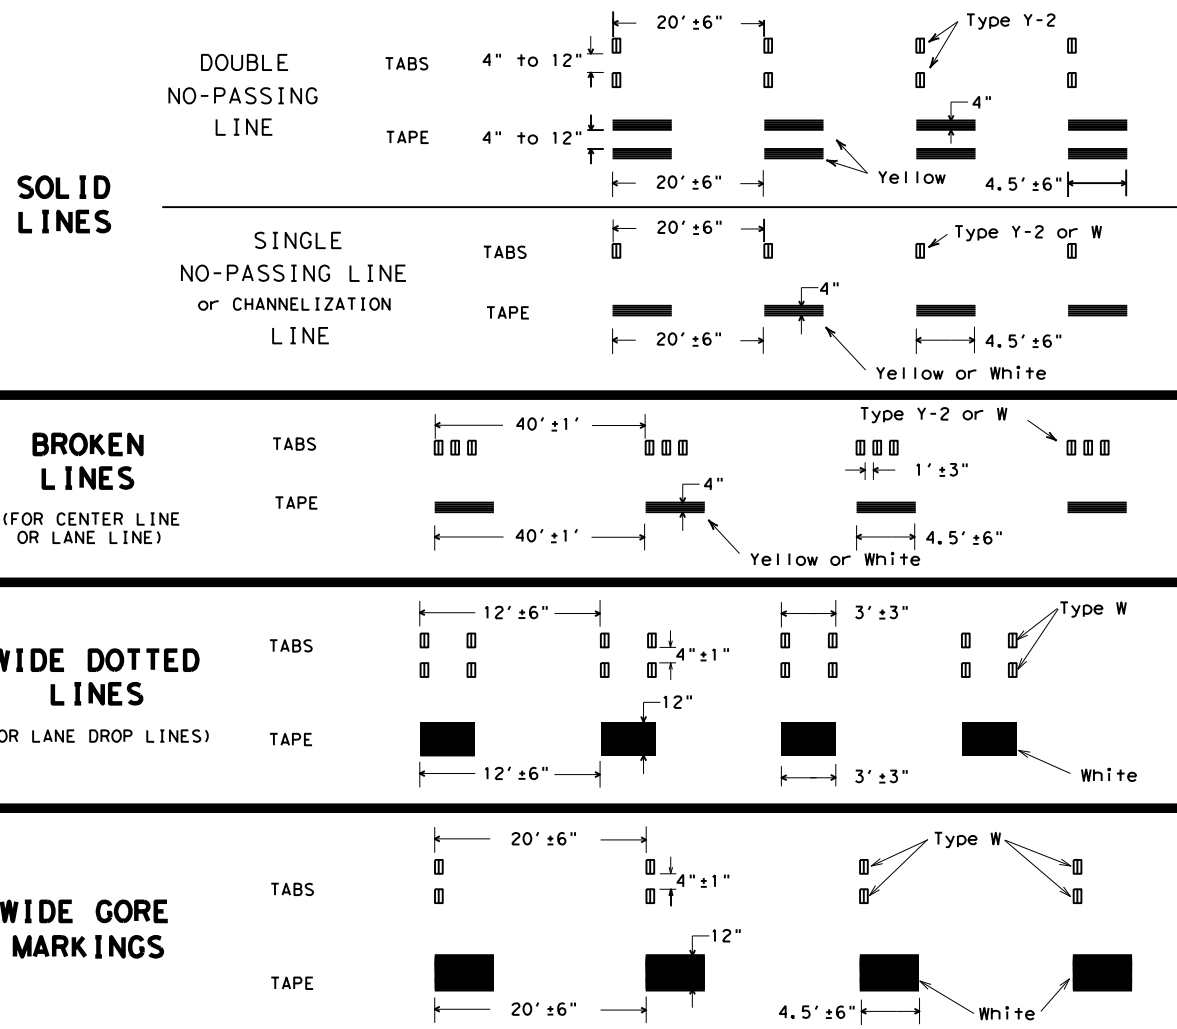 SOLID
LINES
DOUBLE
NO-PASSING
LINE
TABS
4" to 12"
20'±6"
Type Y-2
TAPE
4" to 12"
4"
Yellow
20'±6"
4.5'±6"
SINGLE
NO-PASSING LINE
or CHANNELIZATION
LINE
TABS
20'±6"
Type Y-2 or W
TAPE
4"
20'±6"
4.5'±6"
Yellow or White
BROKEN
LINES
(FOR CENTER LINE
OR LANE LINE)
TABS
40'±1'
Type Y-2 or W
1'±3"
TAPE
4"
40'±1'
4.5'±6"
Yellow or White
WIDE DOTTED
LINES
OR LANE DROP LINES)
TABS
12'±6"
3'±3"
Type W
4"±1"
TAPE
12"
12'±6"
3'±3"
White
WIDE GORE
MARKINGS
TABS
20'±6"
Type W
4"±1"
TAPE
12"
20'±6"
4.5'±6"
White